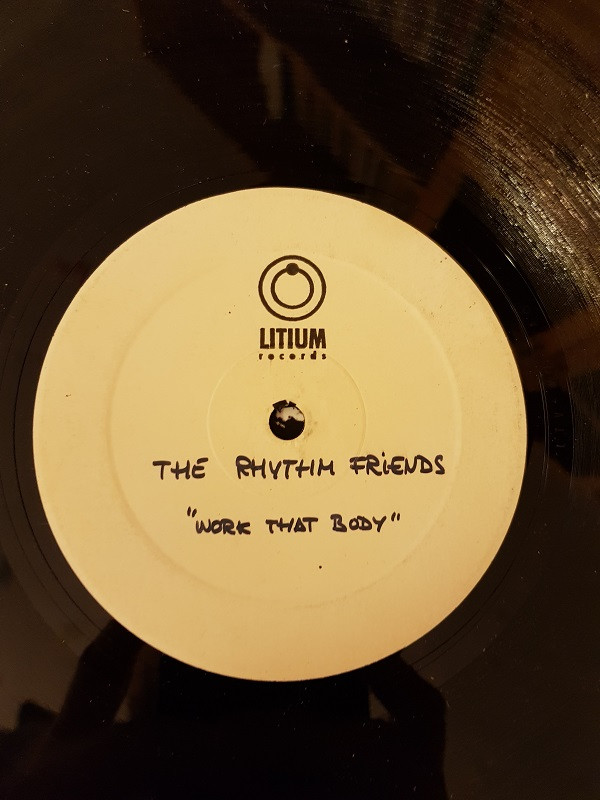 LITIUM
records
THE RHYTHM FRiENDS
"WORK THAT BODY"